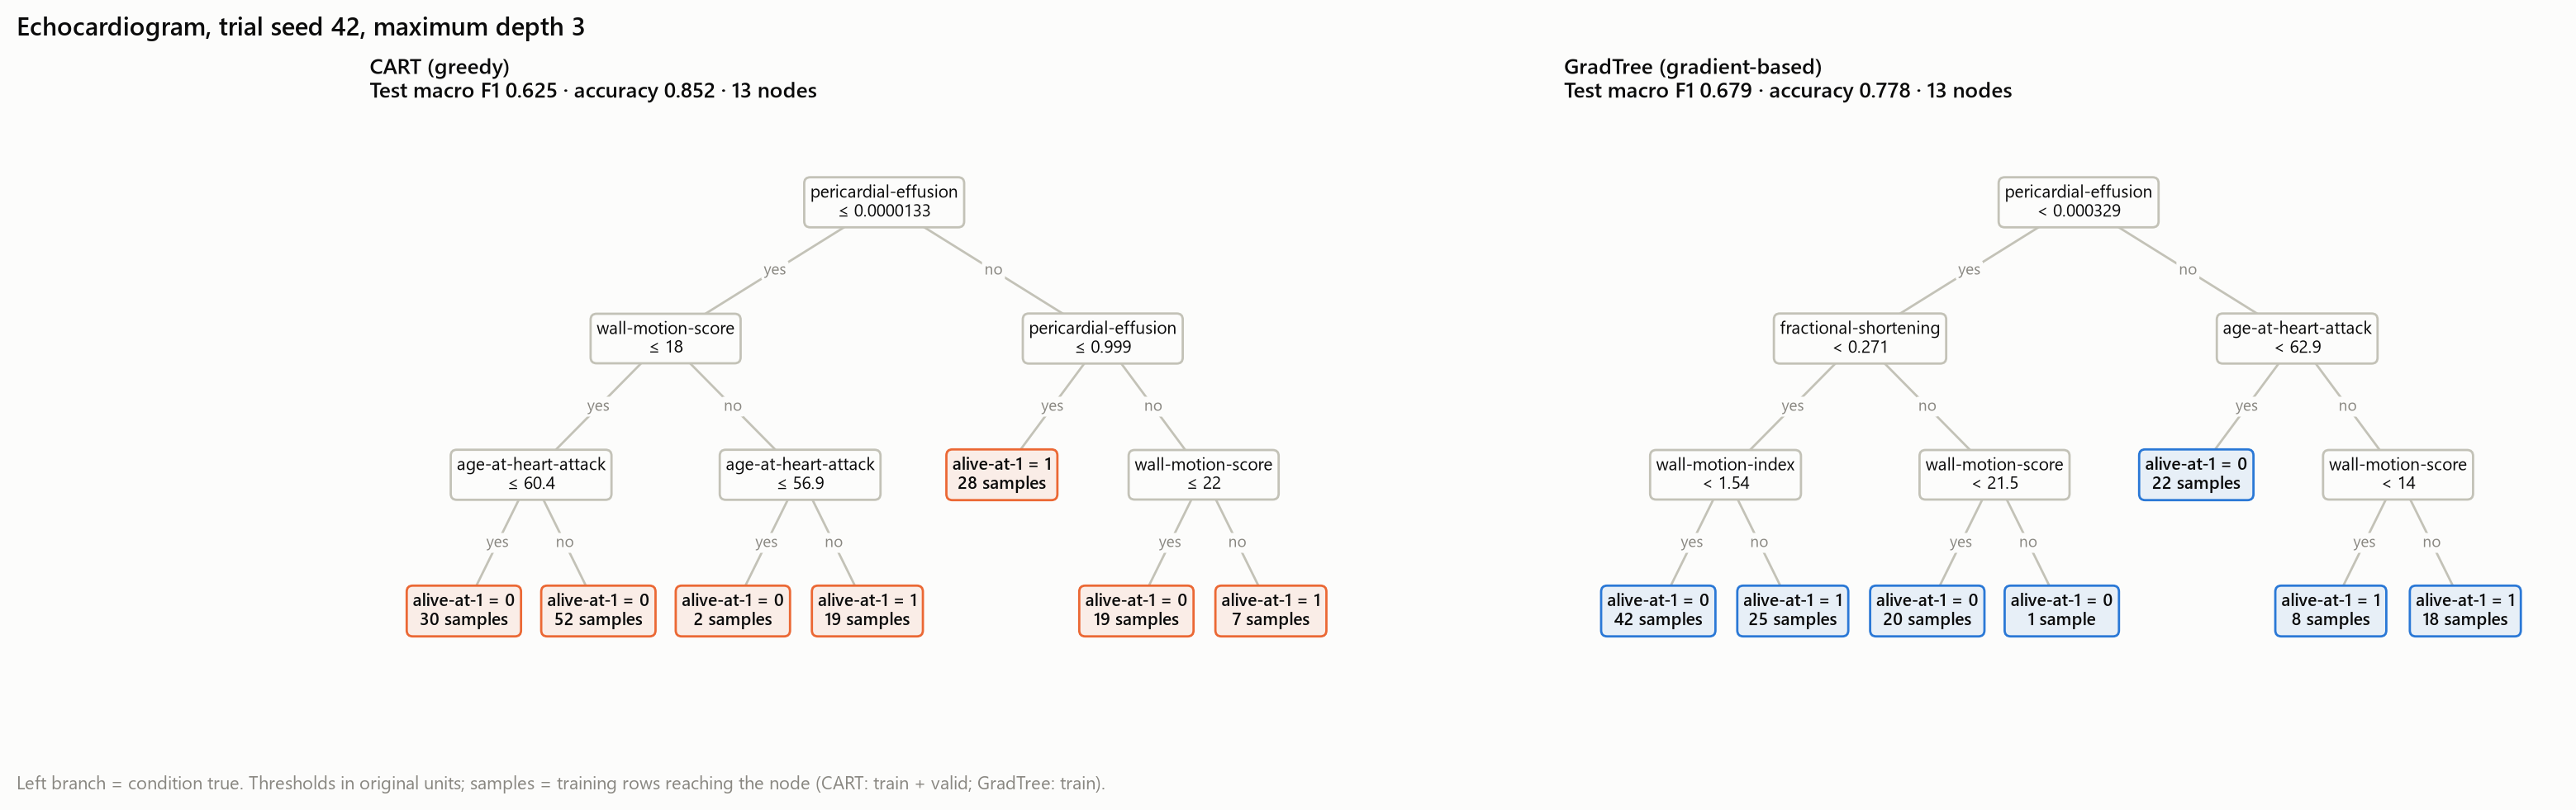 Echocardiogram, trial seed 42, maximum depth 3
CART (greedy)
Test macro F1 0.625 · accuracy 0.852 · 13 nodes
pericardial-effusion
≤ 0.0000133
yes
no
wall-motion-score
≤ 18
pericardial-effusion
≤ 0.999
yes
no
yes
no
age-at-heart-attack
≤ 60.4
age-at-heart-attack
≤ 56.9
alive-at-1 = 1
28 samples
wall-motion-score
≤ 22
yes
no
yes
no
yes
no
alive-at-1 = 0
30 samples
alive-at-1 = 0
52 samples
alive-at-1 = 0
2 samples
alive-at-1 = 1
19 samples
alive-at-1 = 0
19 samples
alive-at-1 = 1
7 samples
GradTree (gradient-based)
Test macro F1 0.679 · accuracy 0.778 · 13 nodes
pericardial-effusion
< 0.000329
yes
no
fractional-shortening
< 0.271
age-at-heart-attack
< 62.9
yes
no
yes
no
wall-motion-index
< 1.54
wall-motion-score
< 21.5
alive-at-1 = 0
22 samples
wall-motion-score
< 14
yes
no
yes
no
yes
no
alive-at-1 = 0
42 samples
alive-at-1 = 1
25 samples
alive-at-1 = 0
20 samples
alive-at-1 = 0
1 sample
alive-at-1 = 1
8 samples
alive-at-1 = 1
18 samples
Left branch = condition true. Thresholds in original units; samples = training rows reaching the node (CART: train + valid; GradTree: train).